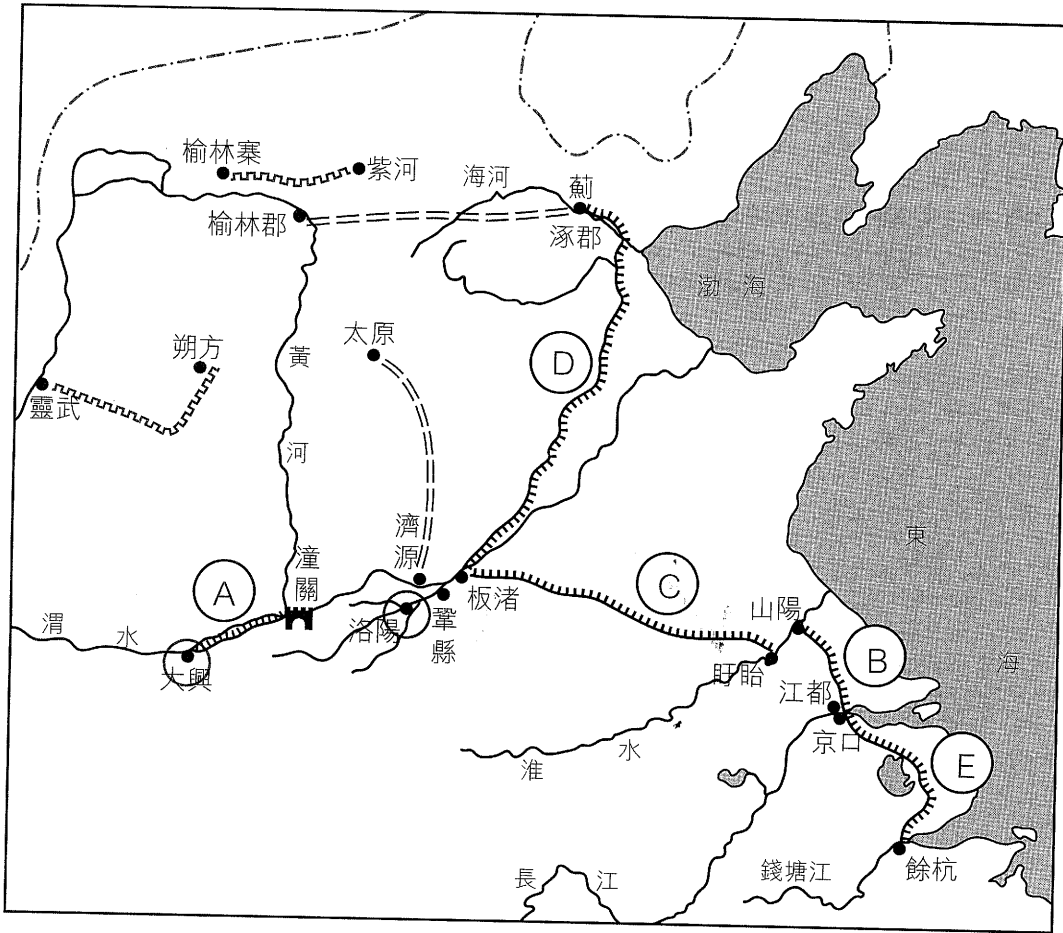 榆林寨
紫河
海河
薊
榆林郡
涿郡
渤海
太原
朔方
黃河
D
靈武
濟源
東海
潼關
A
C
板渚
山陽
渭水
洛陽
鞏縣
大興
盱眙
B
江都
京口
淮水
E
長江
錢塘江
餘杭